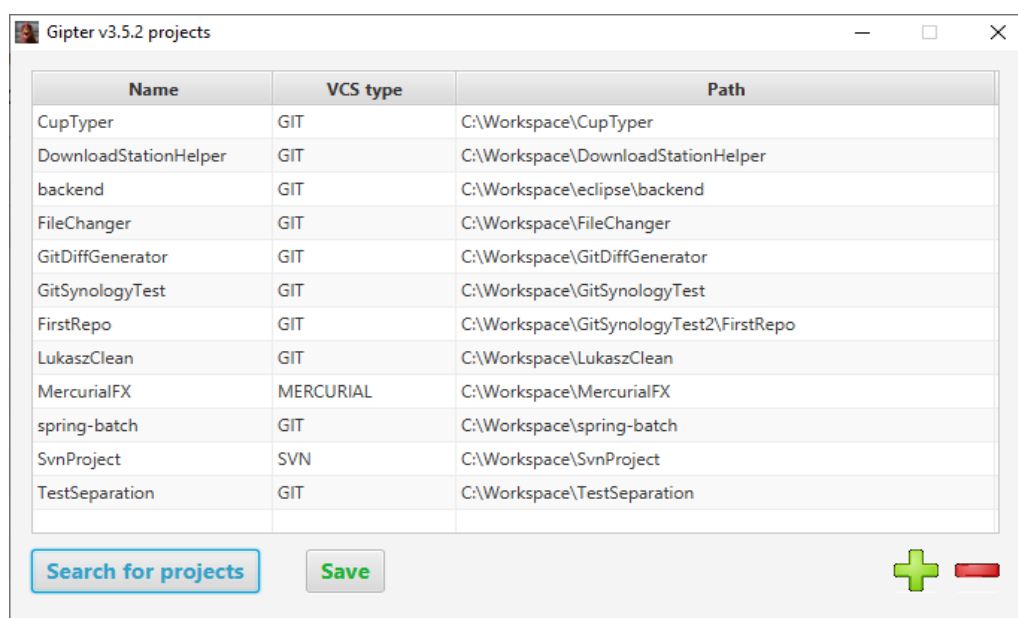 Gipter v3.5.2 projects
Name VCS type Path
CupTyper GIT C:\Workspace\CupTyper
DownloadStationHelper GIT C:\Workspace\DownloadStationHelper
backend GIT C:\Workspace\eclipse\backend
FileChanger GIT C:\Workspace\FileChanger
GitDiffGenerator GIT C:\Workspace\GitDiffGenerator
GitSynologyTest GIT C:\Workspace\GitSynologyTest
FirstRepo GIT C:\Workspace\GitSynologyTest2\FirstRepo
LukaszClean GIT C:\Workspace\LukaszClean
MercurialFX MERCURIAL C:\Workspace\MercurialFX
spring-batch GIT C:\Workspace\spring-batch
SvnProject SVN C:\Workspace\SvnProject
TestSeparation GIT C:\Workspace\TestSeparation
Search for projects Save